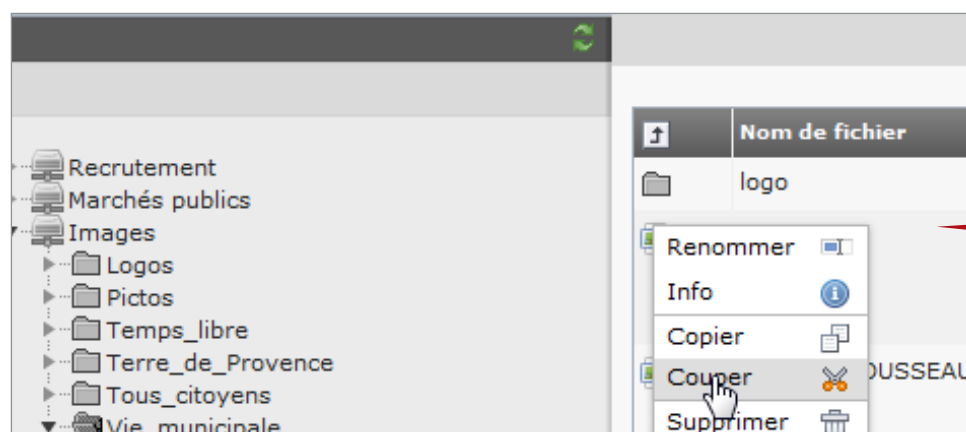 Recrutement
Marchés publics
Images
Logos
Pictos
Temps_libre
Terre_de_Provence
Tous_citoyens
Vie_municipale
Nom de fichier
logo
Renommer
Info
Copier
Couper
OUSSEAU
Supprimer